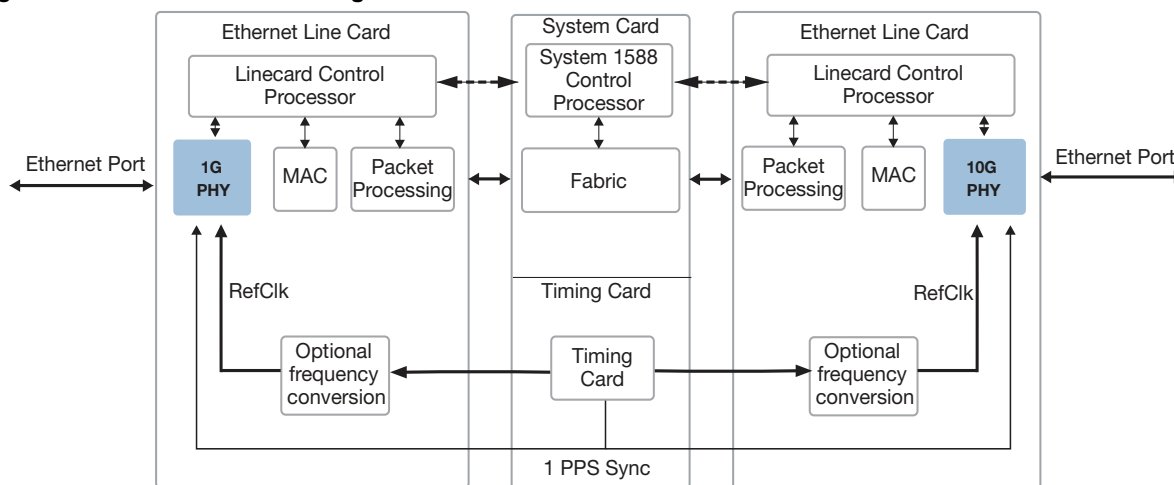 Ethernet Line Card
System Card
Ethernet Line Card
Linecard Control
Processor
System 1588
Control
Processor
Linecard Control
Processor
Ethernet Port
1G
PHY
MAC
Packet
Processing
Fabric
Packet
Processing
MAC
10G
PHY
Ethernet Port
RefClk
Timing Card
RefClk
Optional
frequency
conversion
Timing
Card
Optional
frequency
conversion
1 PPS Sync